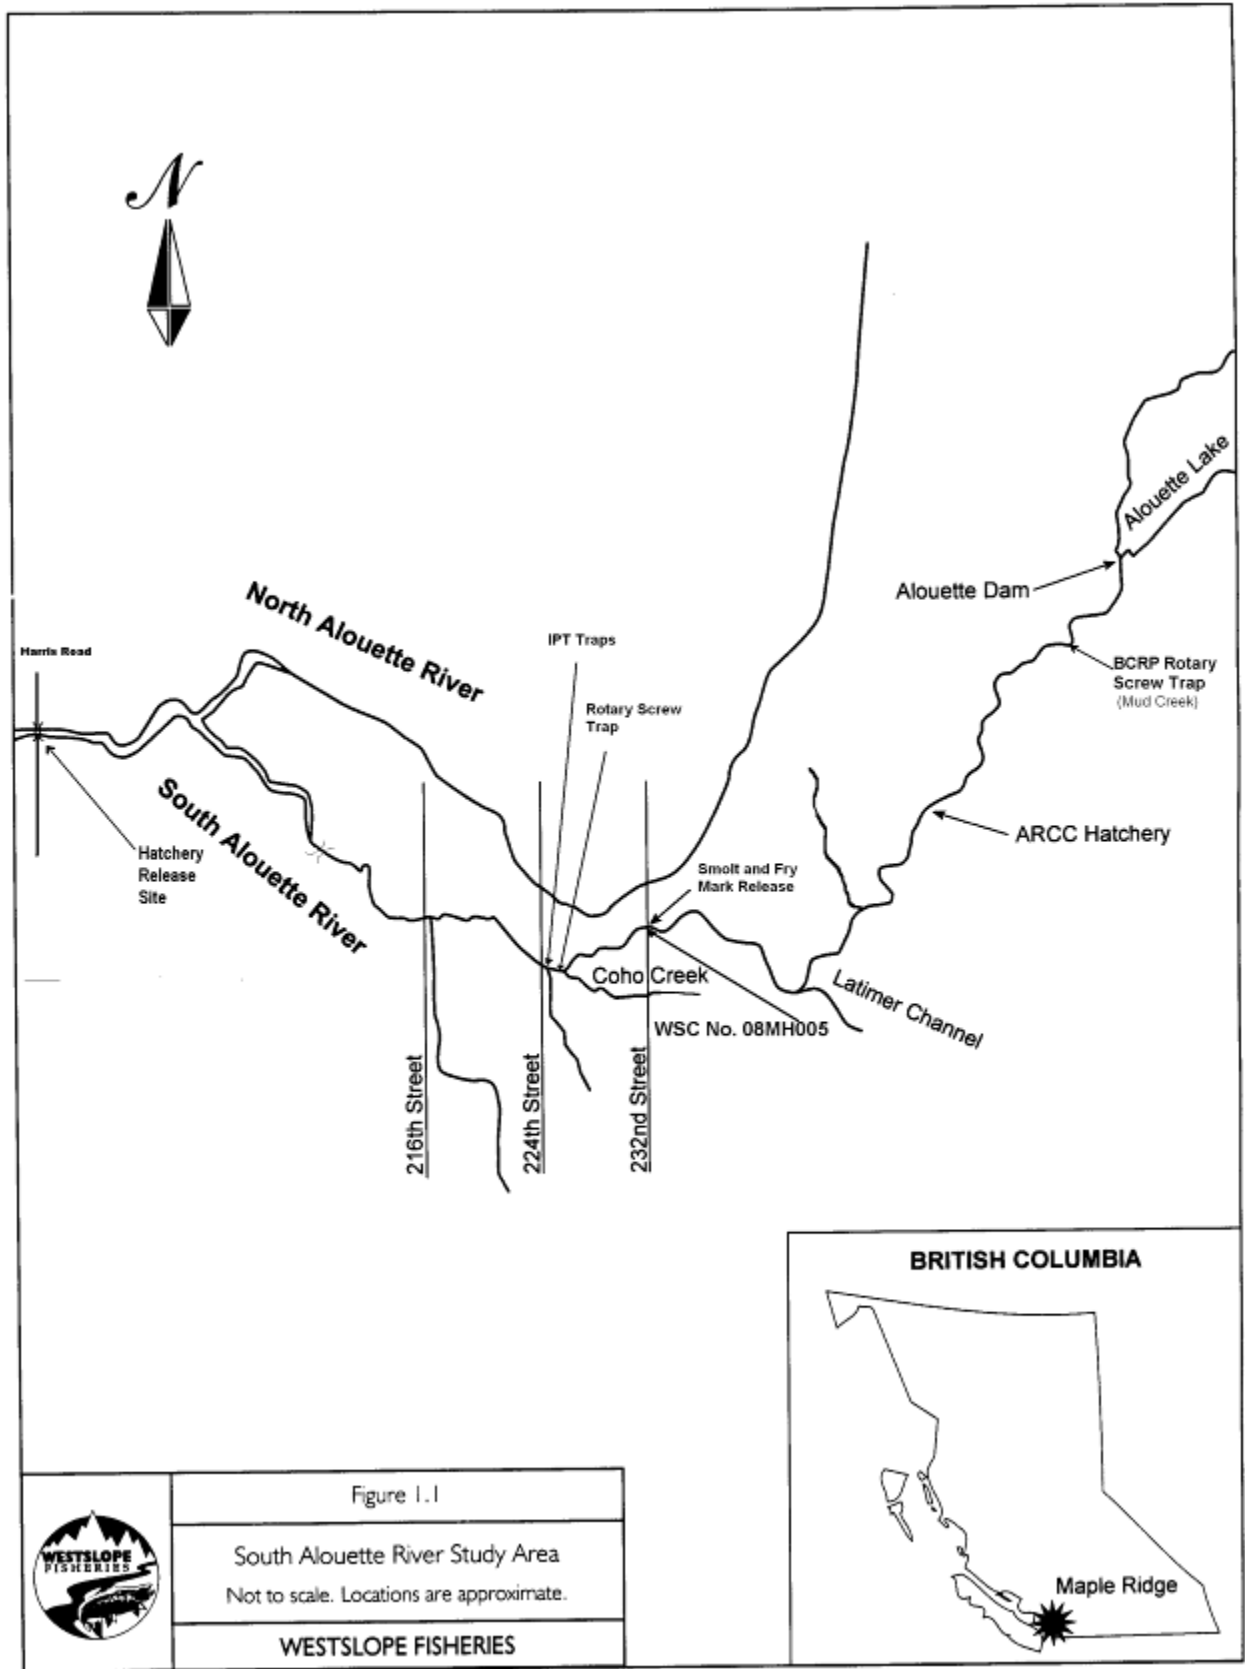 N
Alouette Lake
Alouette Dam
North Alouette River
IPT Traps
Harris Road
BCRP Rotary
Screw Trap
(Mud Creek)
Rotary Screw
Trap
South Alouette River
ARCC Hatchery
Hatchery
Release
Site
Smolt and Fry
Mark Release
Coho Creek
Latimer Channel
WSC No. 08MH005
216th Street
224th Street
232nd Street
BRITISH COLUMBIA
Maple Ridge
Figure 1.1
South Alouette River Study Area
Not to scale. Locations are approximate.
WESTSLOPE FISHERIES
WESTSLOPE
FISHERIES